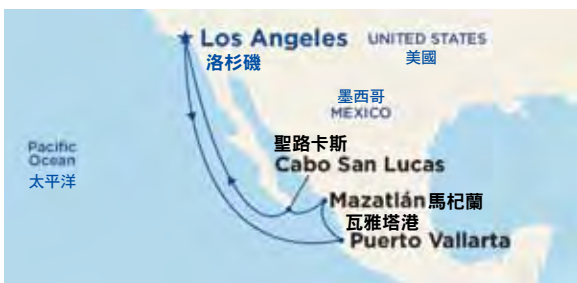 Los Angeles
洛杉磯
UNITED STATES
美國
墨西哥
MEXICO
Pacific
Ocean
太平洋
聖路卡斯
Cabo San Lucas
Mazatlán馬杞蘭
瓦雅塔港
Puerto Vallarta